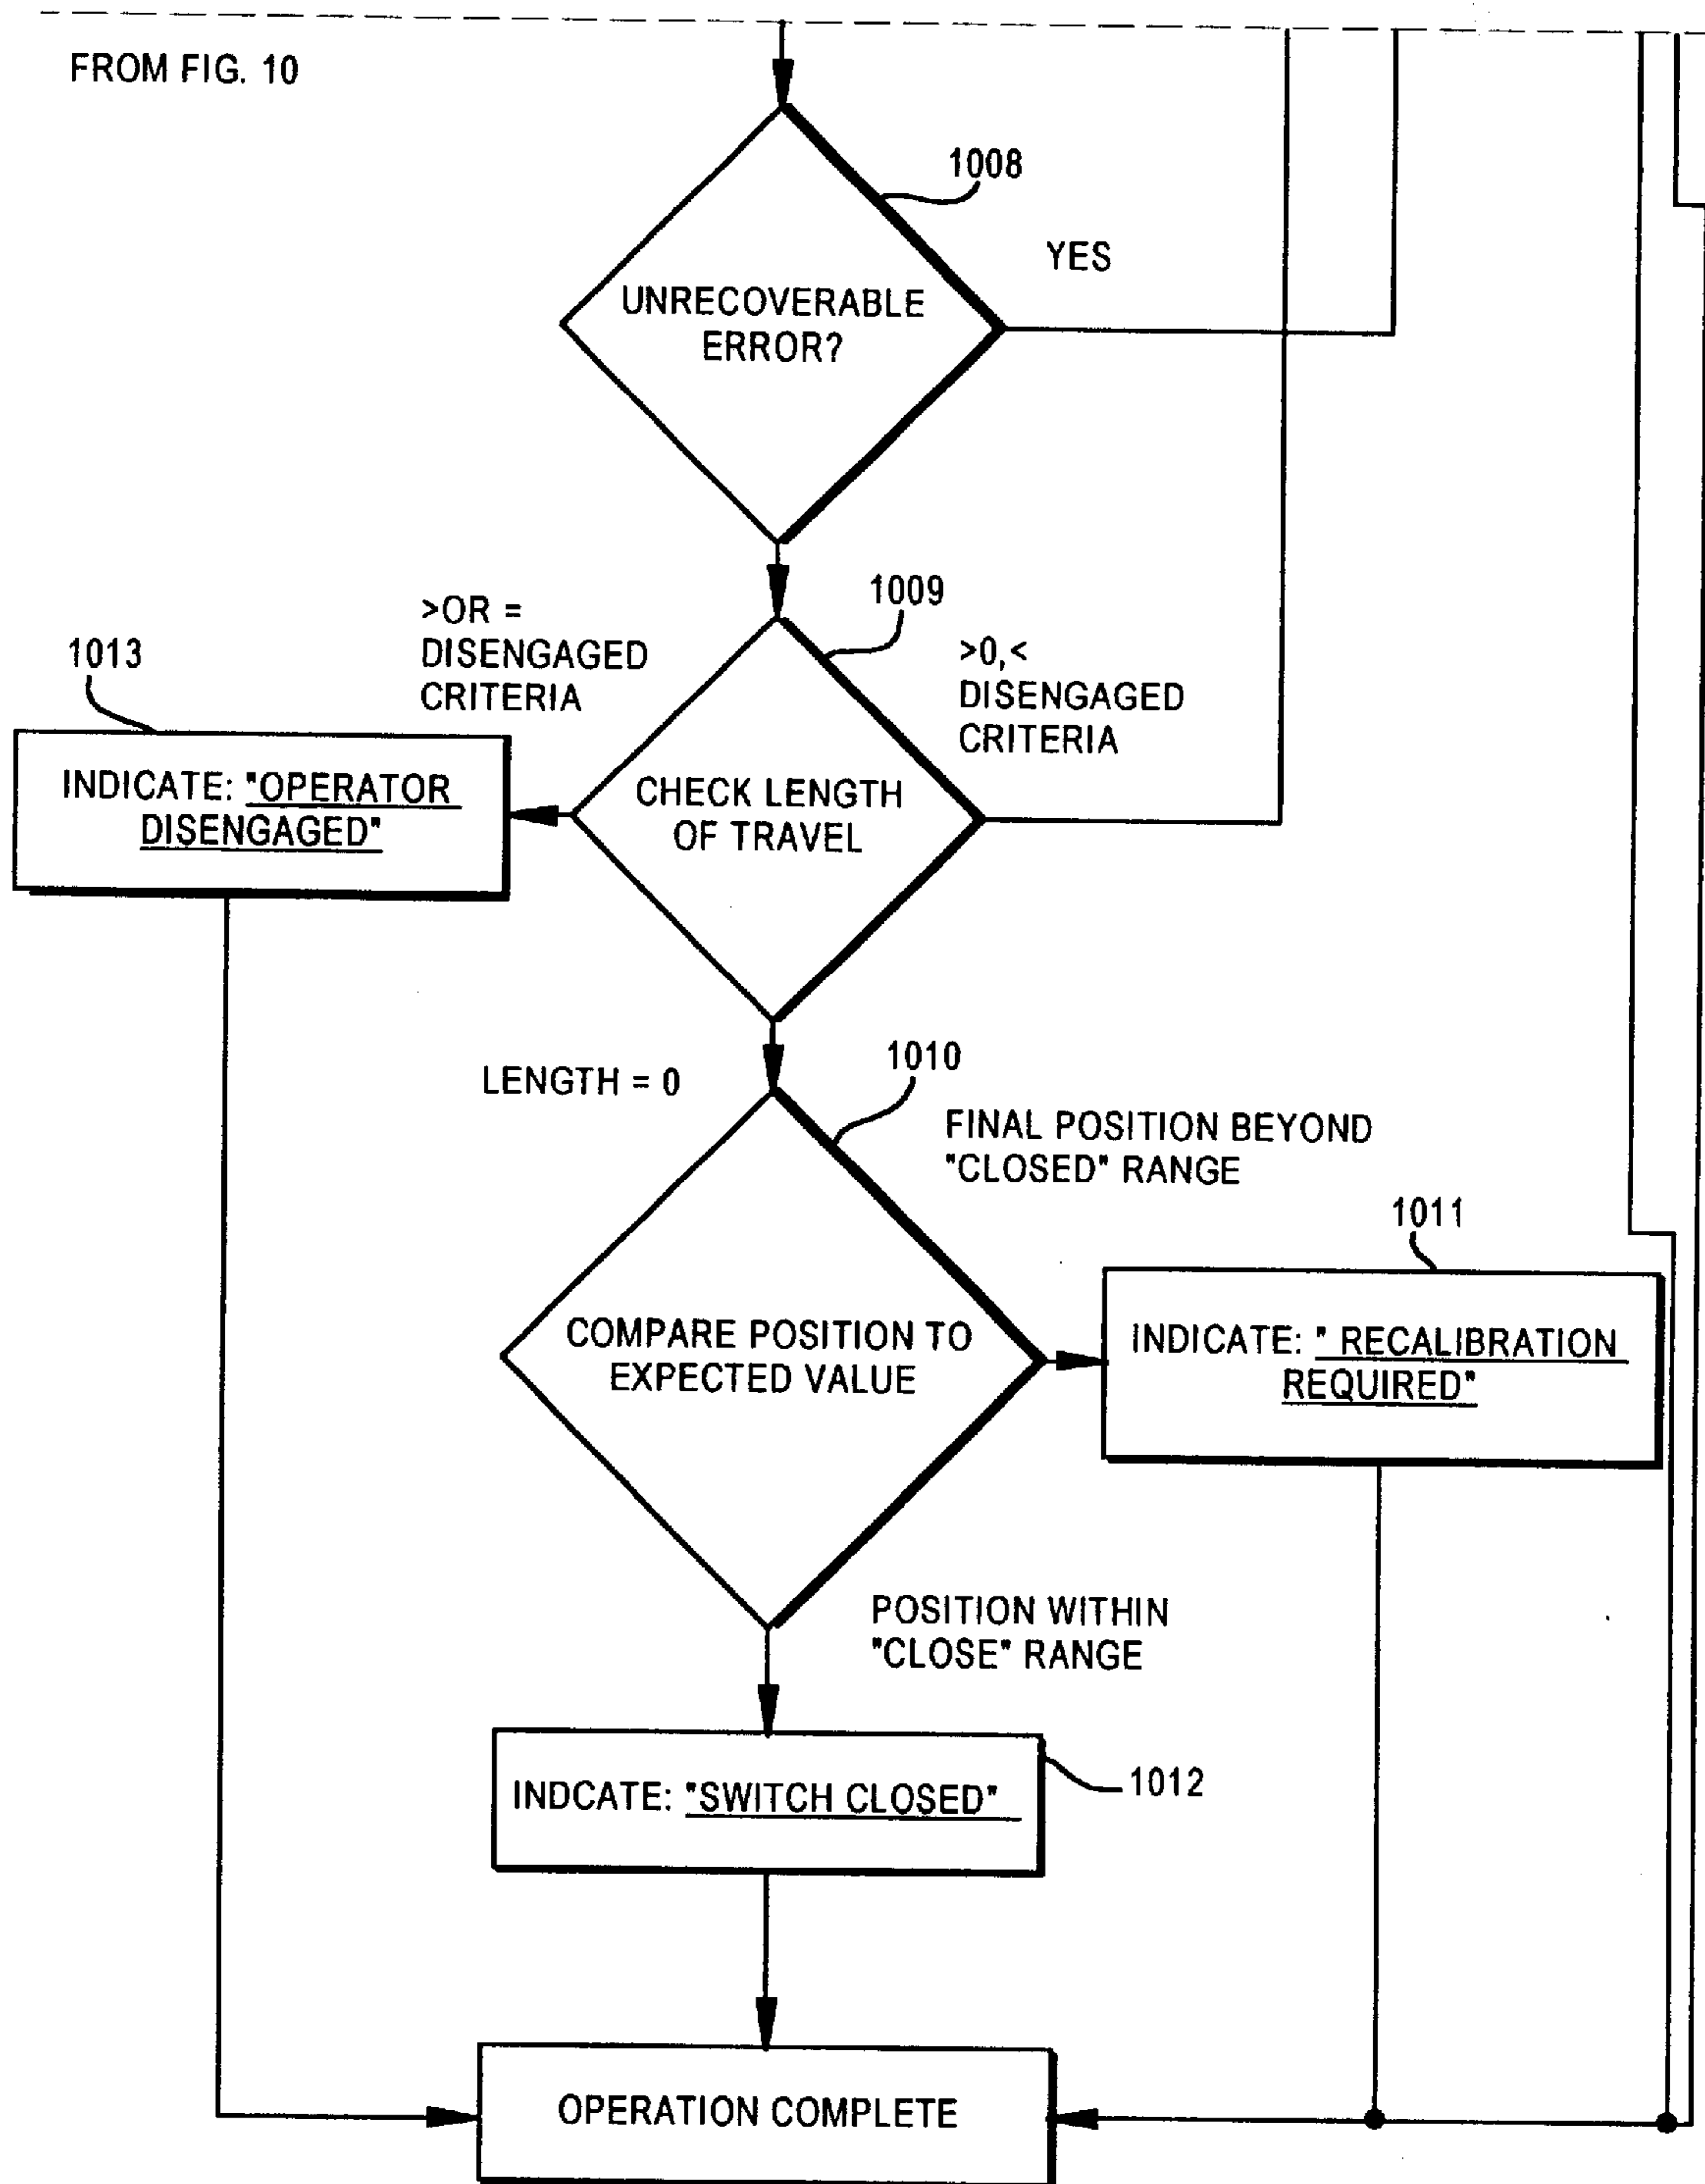 FROM FIG. 10
1008
YES
UNRECOVERABLE
ERROR?
1009
>OR =
DISENGAGED
CRITERIA
>0,<
DISENGAGED
CRITERIA
1013
INDICATE: "OPERATOR
DISENGAGED"
CHECK LENGTH
OF TRAVEL
LENGTH = 0
1010
FINAL POSITION BEYOND
"CLOSED" RANGE
1011
COMPARE POSITION TO
EXPECTED VALUE
INDICATE: " RECALIBRATION
REQUIRED"
POSITION WITHIN
"CLOSE" RANGE
INDCATE: "SWITCH CLOSED"
1012
OPERATION COMPLETE